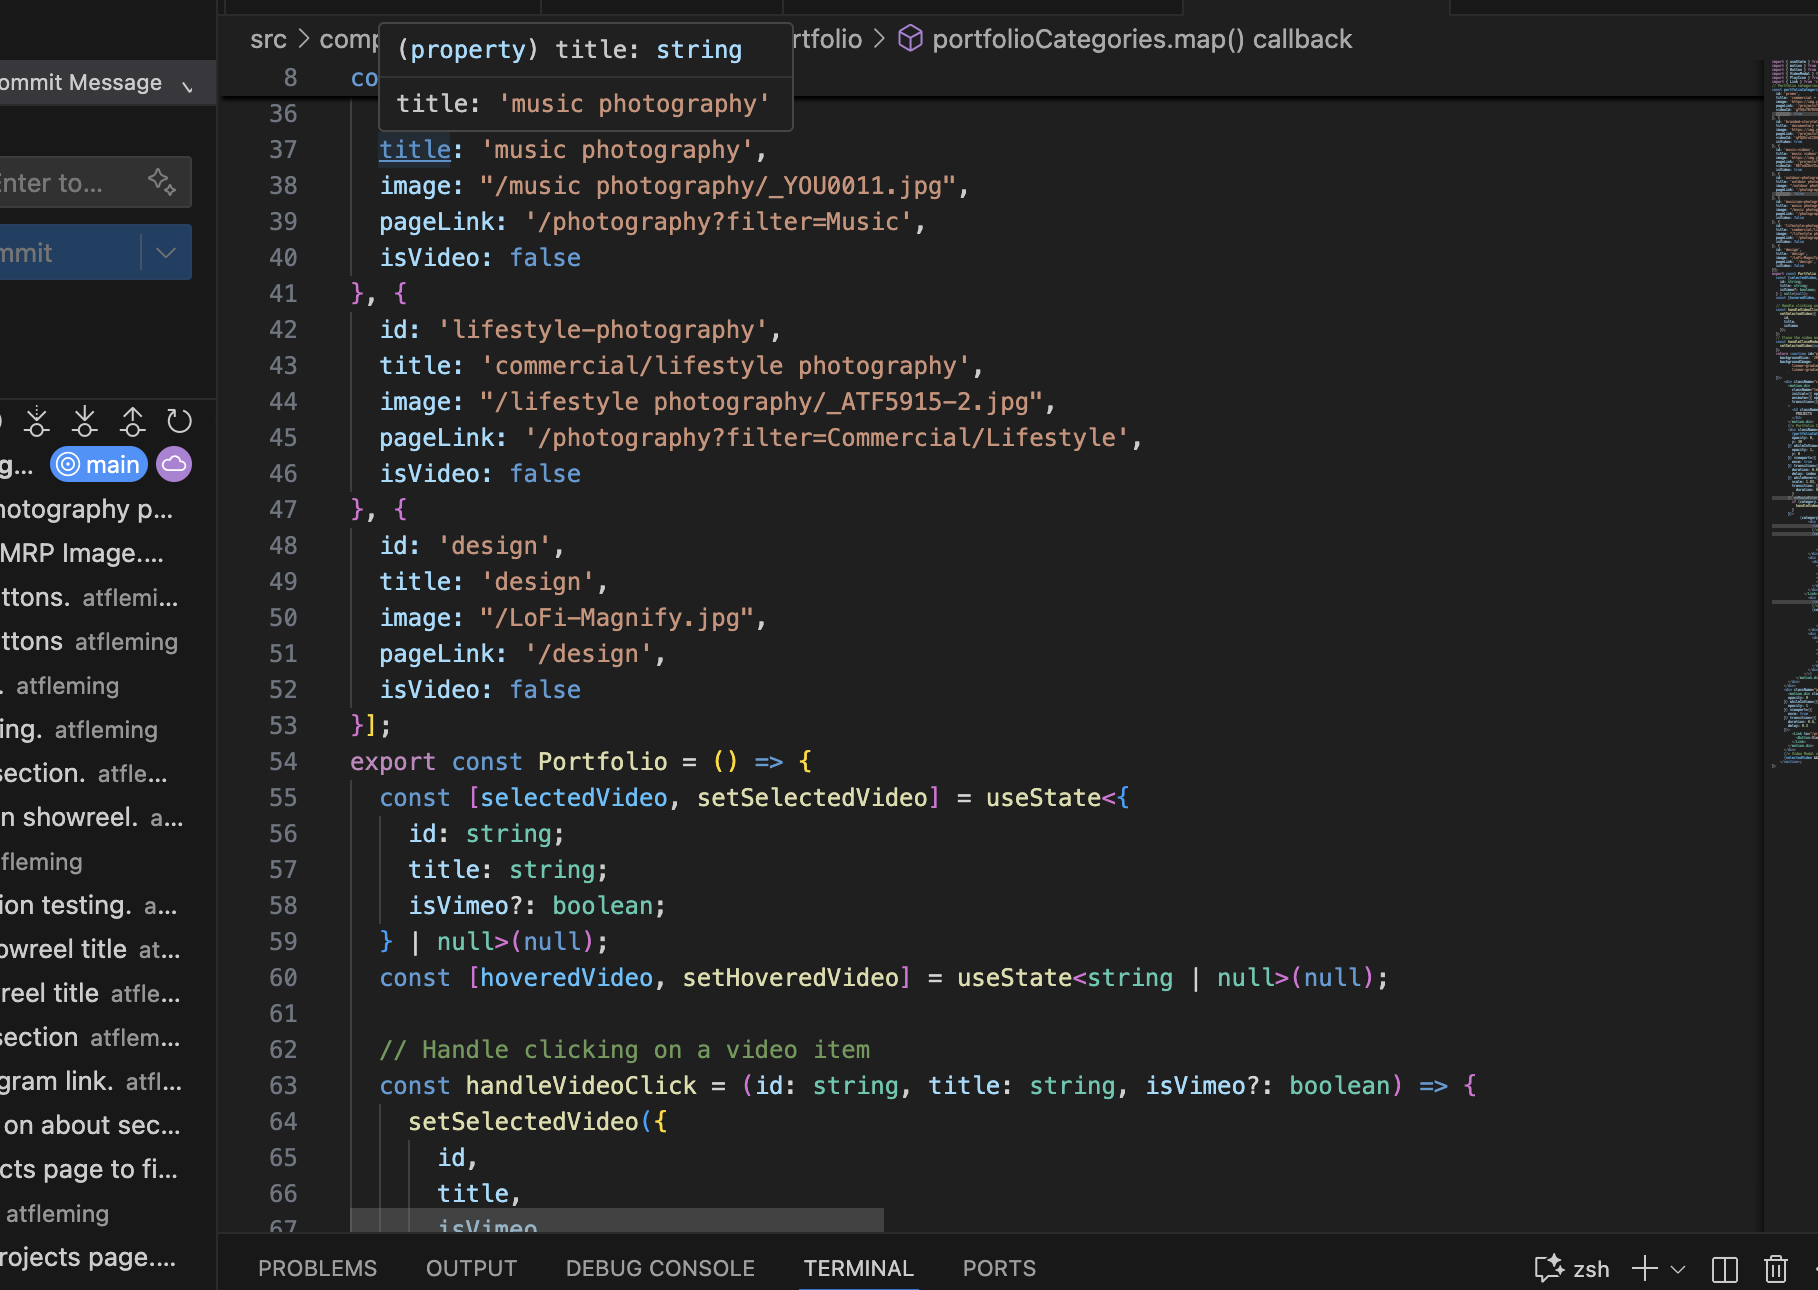 src > comp
rtfolio > portfolioCategories.map() callback
(property) title: string
title: 'music photography'
ommit Message
Enter to...
mmit
g... main
hotography p...
MRP Image....
ttons. atflemi...
ttons atfleming
. atfleming
ing. atfleming
section. atfle...
n showreel. a...
fleming
ion testing. a...
owreel title at...
reel title atfle...
section atflem...
gram link. atfl...
on about sec...
cts page to fi...
atfleming
rojects page....
8 co
36
37 title: 'music photography',
38 image: "/music photography/_YOU0011.jpg",
39 pageLink: '/photography?filter=Music',
40 isVideo: false
41 }, {
42 id: 'lifestyle-photography',
43 title: 'commercial/lifestyle photography',
44 image: "/lifestyle photography/_ATF5915-2.jpg",
45 pageLink: '/photography?filter=Commercial/Lifestyle',
46 isVideo: false
47 }, {
48 id: 'design',
49 title: 'design',
50 image: "/LoFi-Magnify.jpg",
51 pageLink: '/design',
52 isVideo: false
53 }];
54 export const Portfolio = () => {
55 const [selectedVideo, setSelectedVideo] = useState<{
56 id: string;
57 title: string;
58 isVimeo?: boolean;
59 } | null>(null);
60 const [hoveredVideo, setHoveredVideo] = useState<string | null>(null);
61
62 // Handle clicking on a video item
63 const handleVideoClick = (id: string, title: string, isVimeo?: boolean) => {
64 setSelectedVideo({
65 id,
66 title,
67 isVimeo
PROBLEMS OUTPUT DEBUG CONSOLE TERMINAL PORTS
zsh